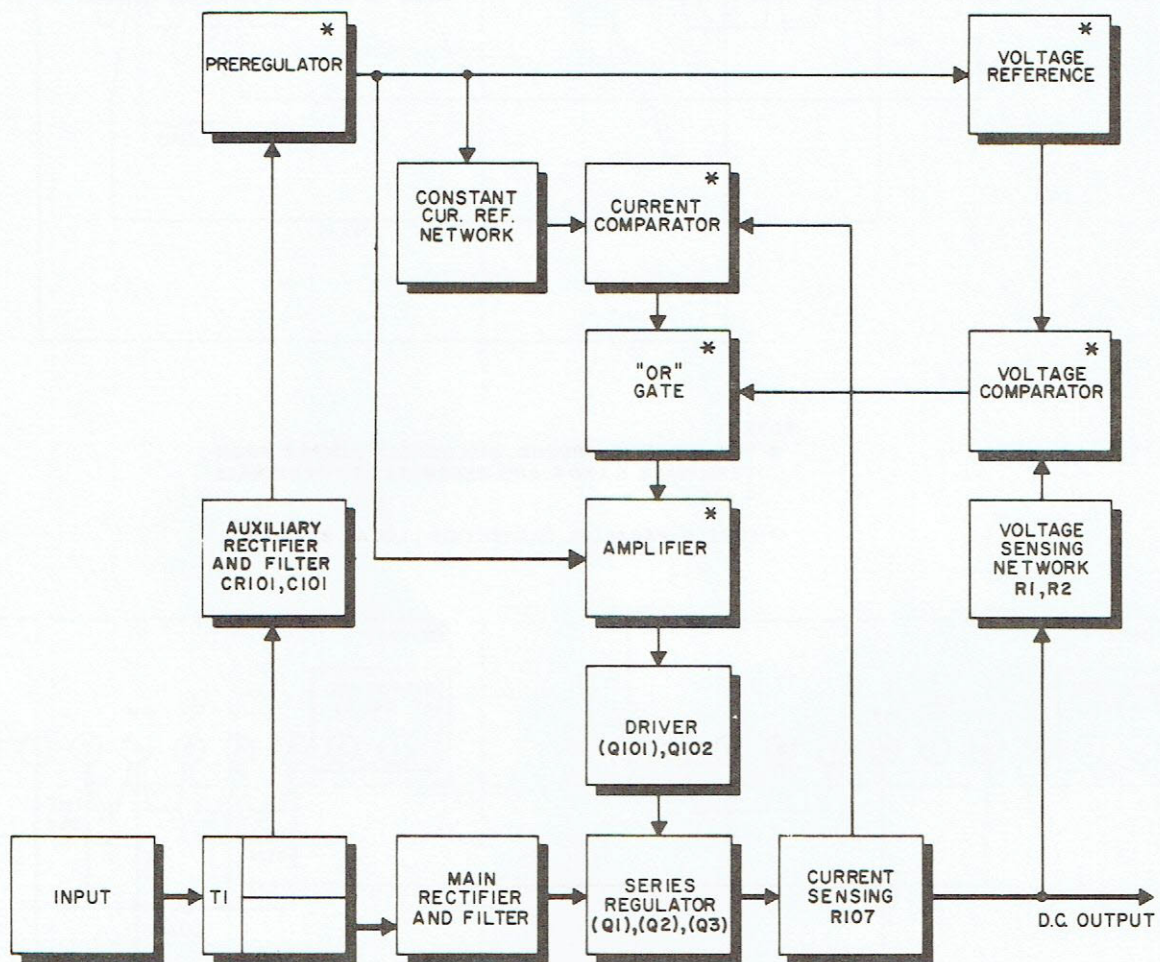 *
PREREGULATOR
*
VOLTAGE
REFERENCE
CONSTANT
CUR. REF.
NETWORK
*
CURRENT
COMPARATOR
*
"OR"
GATE
*
VOLTAGE
COMPARATOR
AUXILIARY
RECTIFIER
AND FILTER
CR101,C101
*
AMPLIFIER
VOLTAGE
SENSING
NETWORK
R1,R2
DRIVER
(Q101),Q102
INPUT
T1
MAIN
RECTIFIER
AND FILTER
SERIES
REGULATOR
(Q1),(Q2),(Q3)
CURRENT
SENSING
R107
D.C. OUTPUT